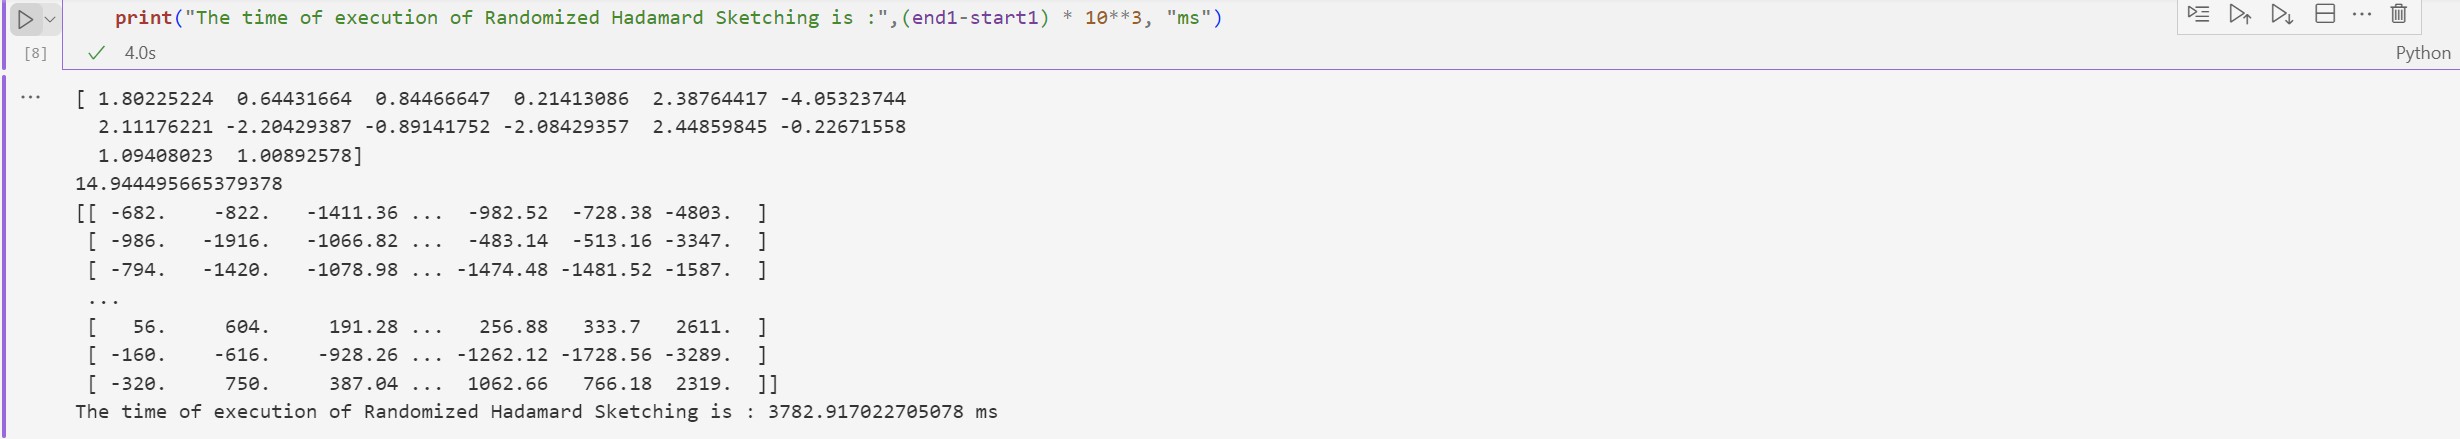 print("The time of execution of Randomized Hadamard Sketching is :",(end1-start1) * 10**3, "ms")
[8] 4.0s Python
[ 1.80225224  0.64431664  0.84466647  0.21413086  2.38764417 -4.05323744
  2.11176221 -2.20429387 -0.89141752 -2.08429357  2.44859845 -0.22671558
  1.09408023  1.00892578]
14.944495665379378
[[ -682.    -822.   -1411.36 ...  -982.52  -728.38 -4803.  ]
 [ -986.   -1916.   -1066.82 ...  -483.14  -513.16 -3347.  ]
 [ -794.   -1420.   -1078.98 ... -1474.48 -1481.52 -1587.  ]
 ...
 [   56.     604.     191.28 ...   256.88   333.7   2611.  ]
 [ -160.    -616.    -928.26 ... -1262.12 -1728.56 -3289.  ]
 [ -320.     750.     387.04 ...  1062.66   766.18  2319.  ]]
The time of execution of Randomized Hadamard Sketching is : 3782.917022705078 ms